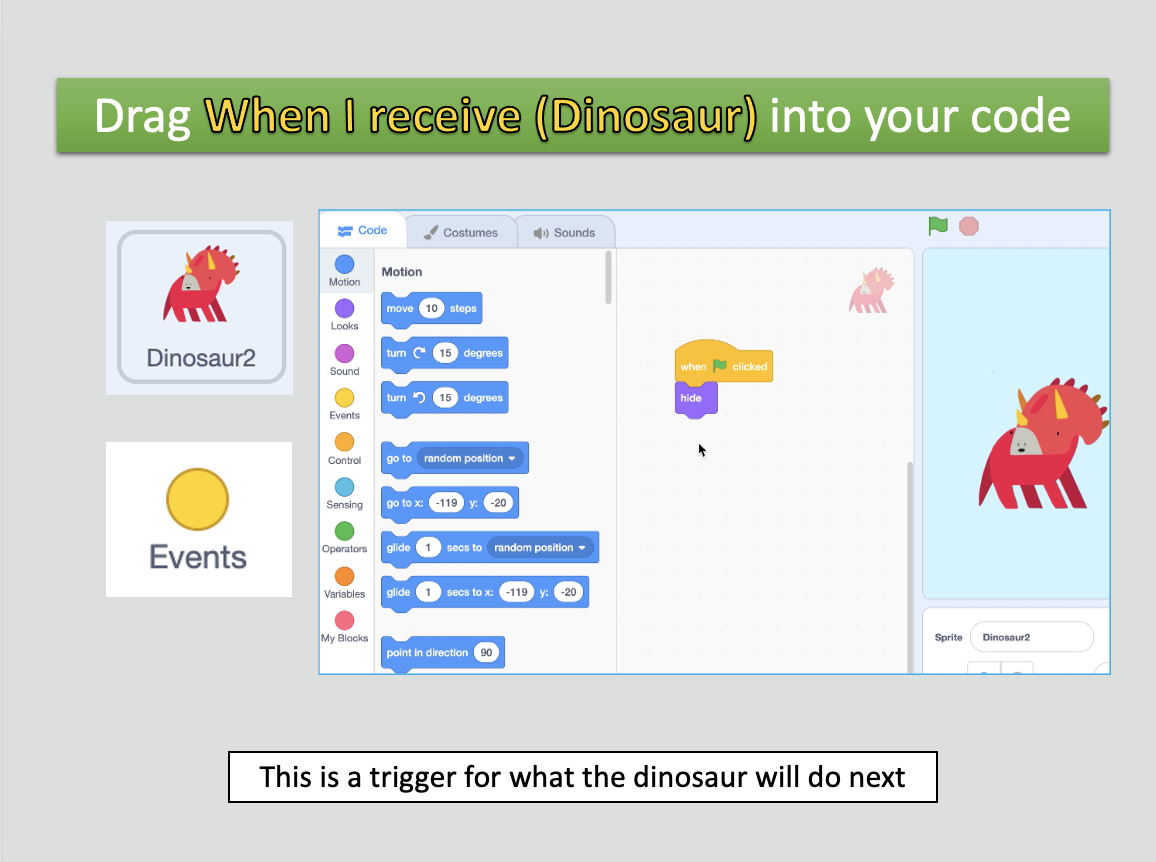 Drag When I receive (Dinosaur) into your code
Dinosaur2
Events
Code Costumes Sounds
Motion
Looks
Sound
Events
Control
Sensing
Operators
Variables
My Blocks
Motion
move 10 steps
turn 15 degrees
turn 15 degrees
go to random position
go to x: -119 y: -20
glide 1 secs to random position
glide 1 secs to x: -119 y: -20
point in direction 90
when clicked
hide
Sprite Dinosaur2
This is a trigger for what the dinosaur will do next